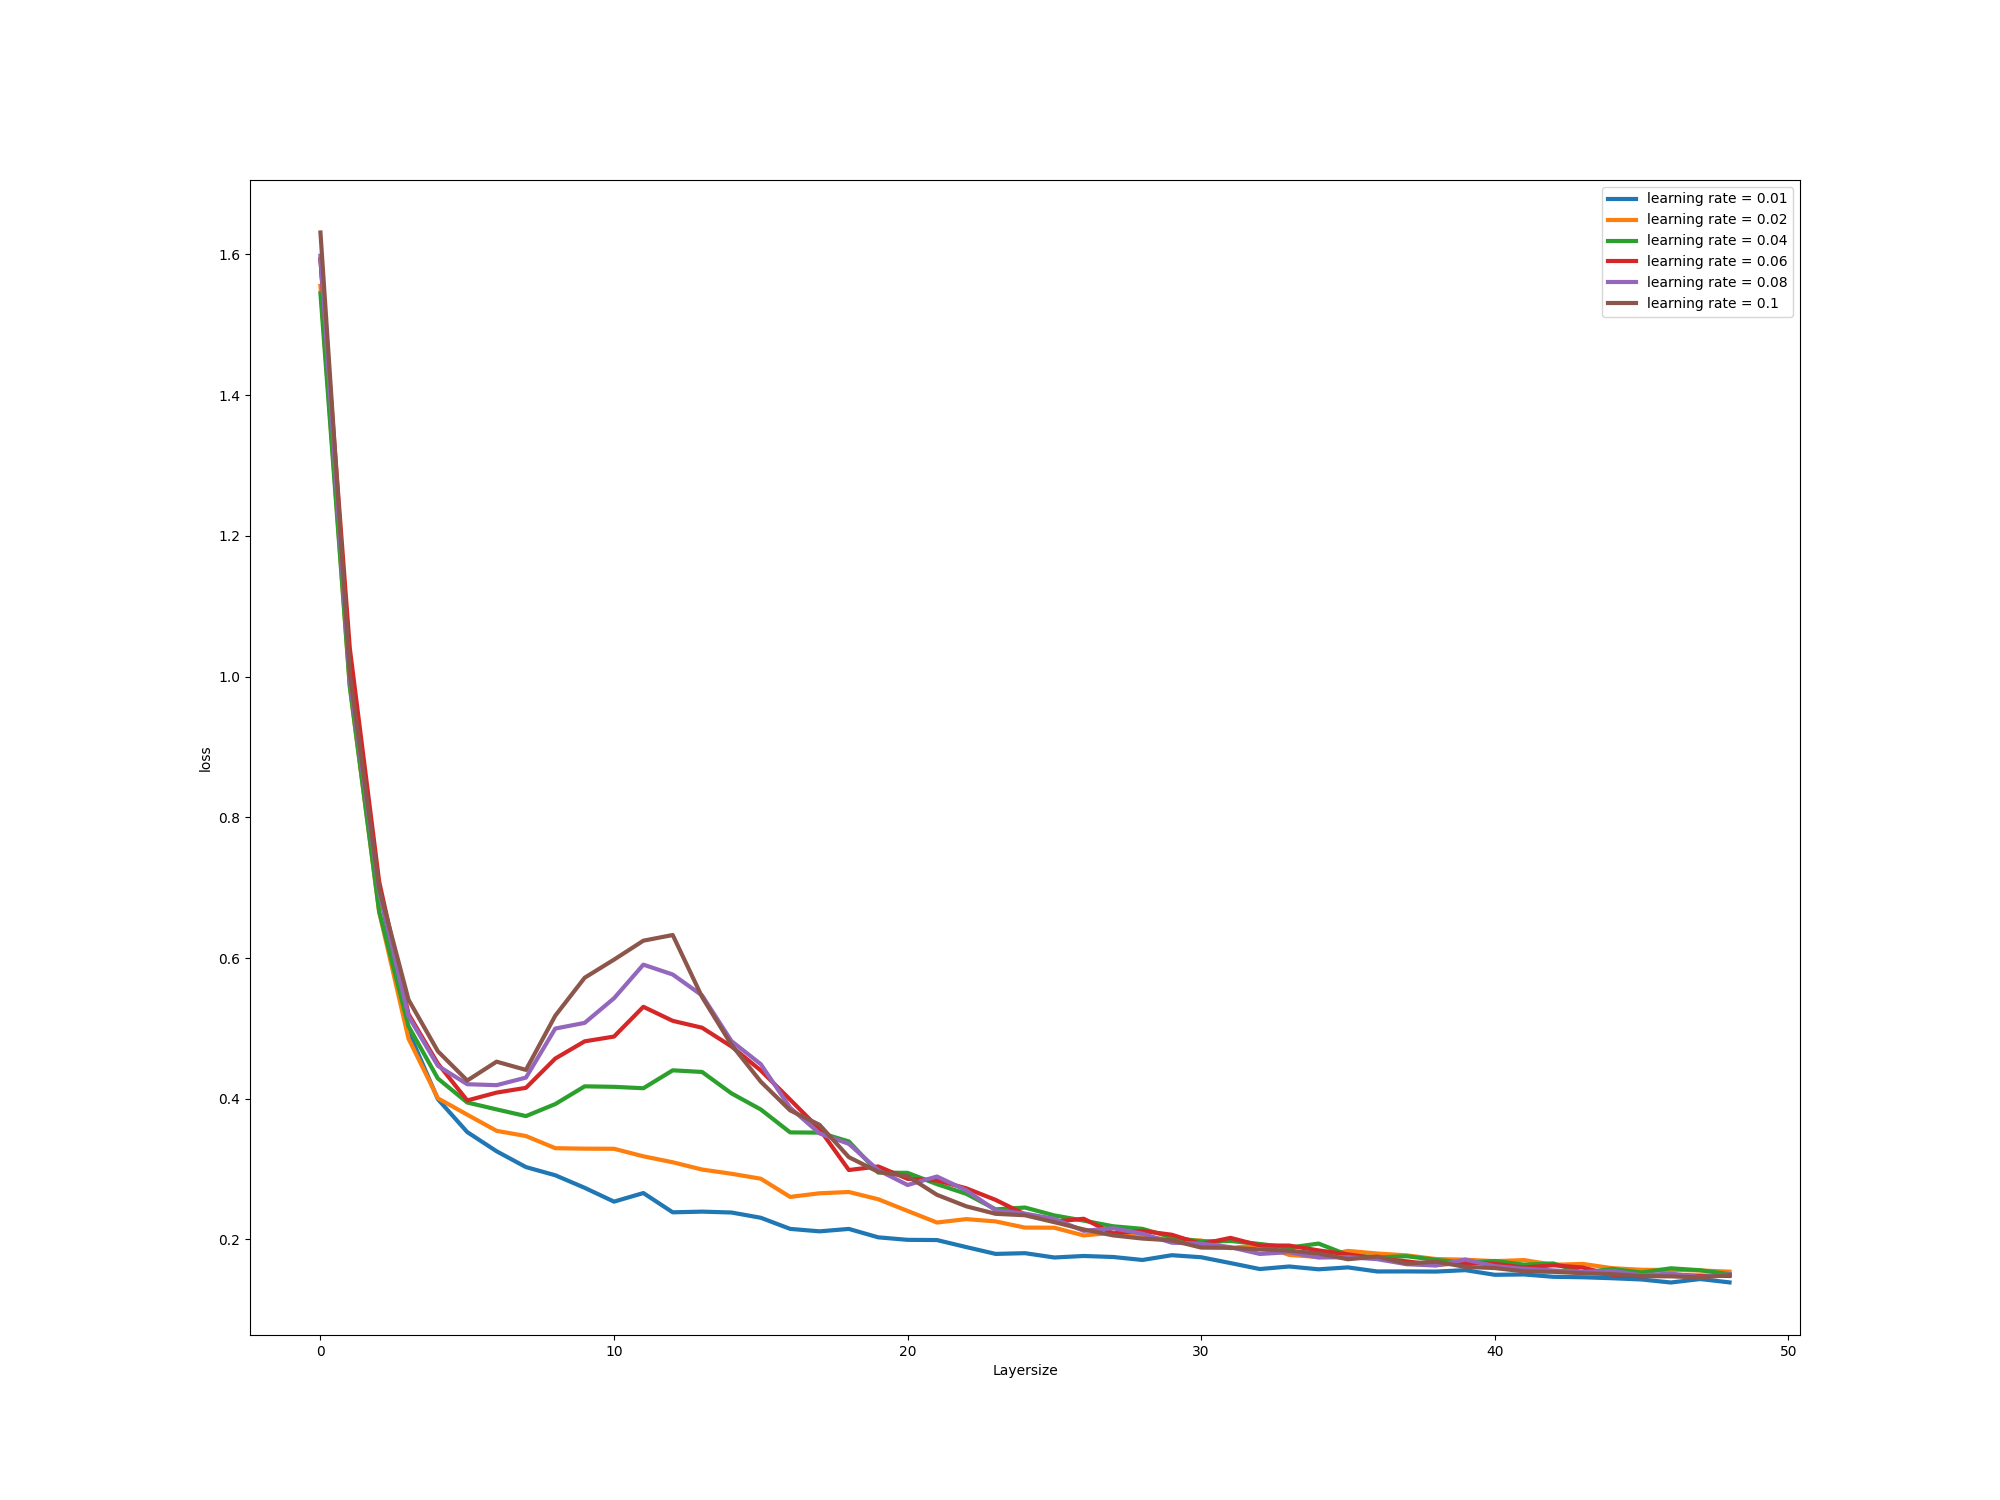 learning rate = 0.01
learning rate = 0.02
learning rate = 0.04
learning rate = 0.06
learning rate = 0.08
learning rate = 0.1
1.6
1.4
1.2
1.0
0.8
0.6
0.4
0.2
loss
0 10 20 30 40 50
Layersize